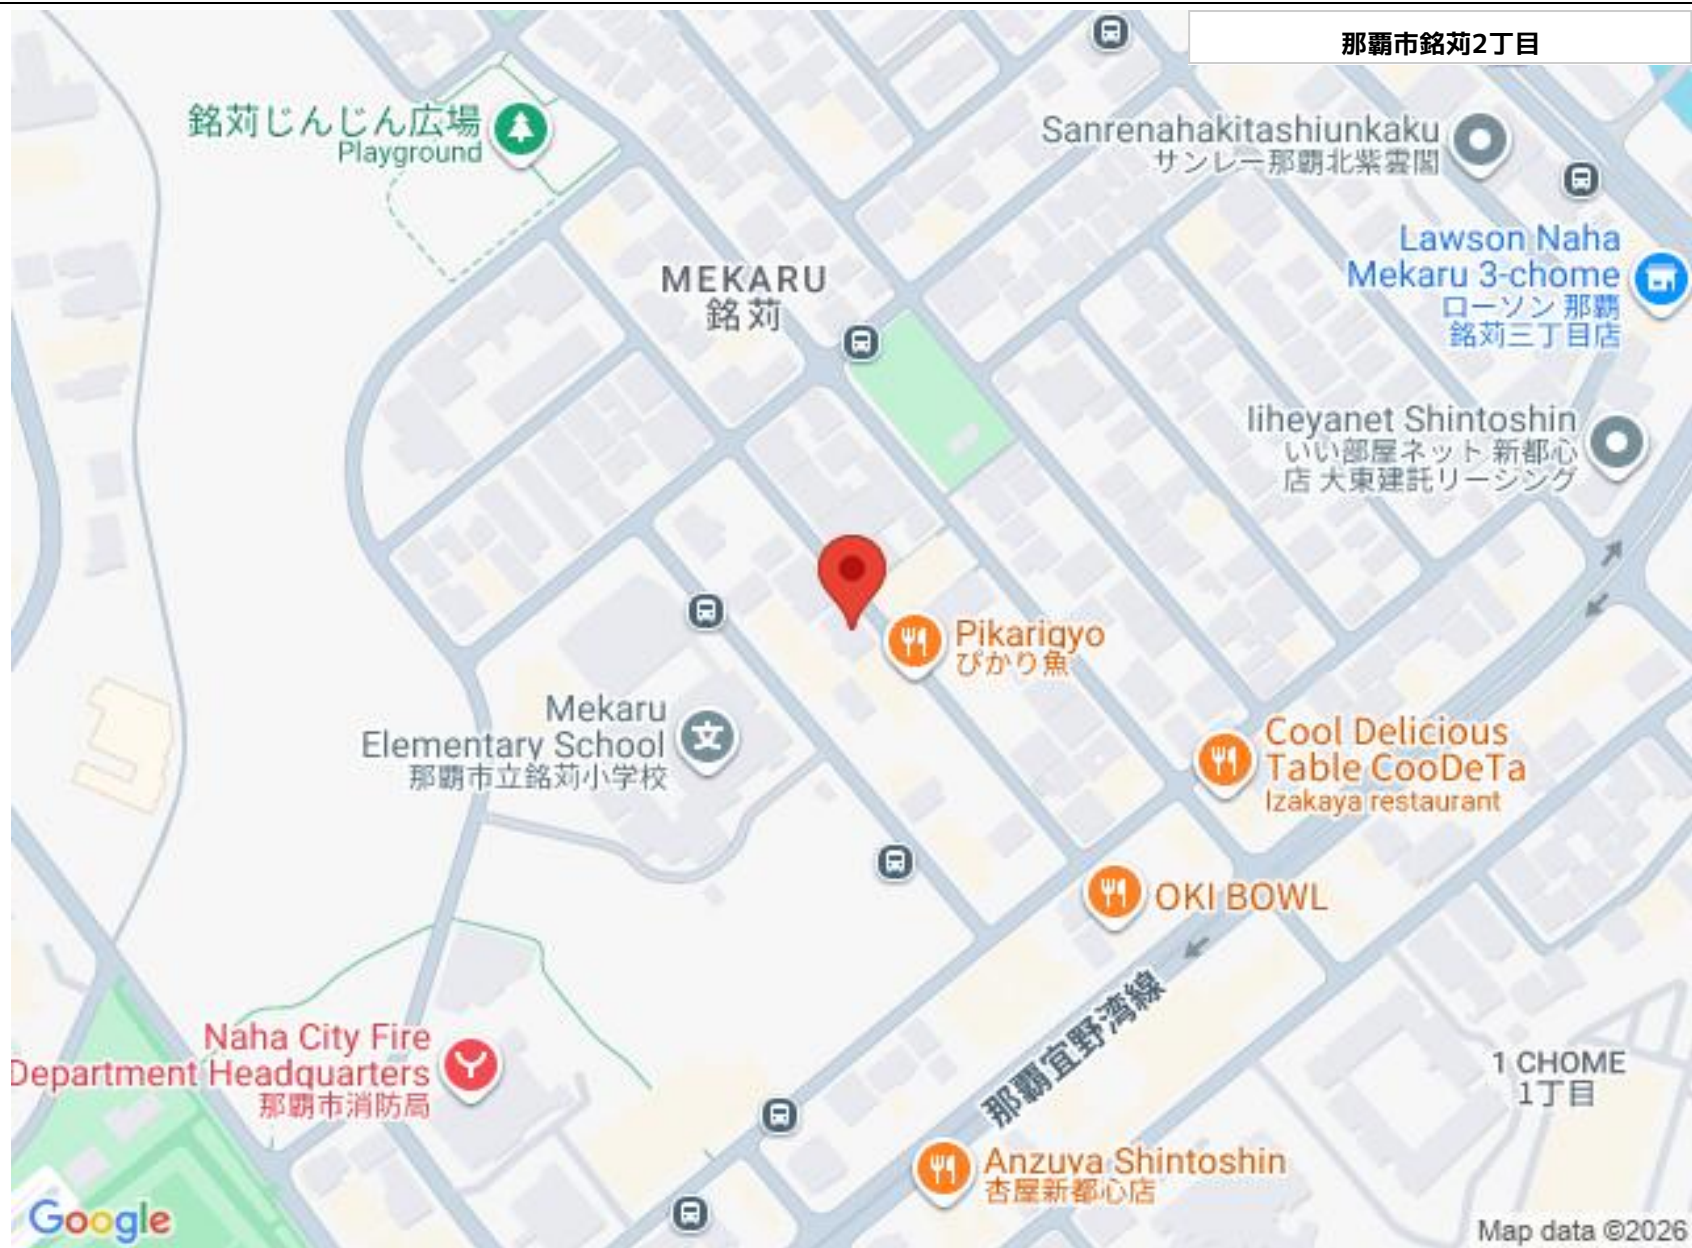 那覇市銘苅2丁目
銘苅じんじん広場
Playground
Sanrenahakitashiunkaku
サンレー那覇北紫雲閣
Lawson Naha
Mekaru 3-chome
ローソン 那覇
銘苅三丁目店
MEKARU
銘苅
Iiheyanet Shintoshin
いい部屋ネット 新都心
店 大東建託リーシング
Pikarigyo
ぴかり魚
Mekaru
Elementary School
文
那覇市立銘苅小学校
Cool Delicious
Table CooDeTa
Izakaya restaurant
OKI BOWL
那覇宜野湾線
Naha City Fire
Department Headquarters
那覇市消防局
1 CHOME
1丁目
Anzuya Shintoshin
杏屋新都心店
Google
Map data ©2026